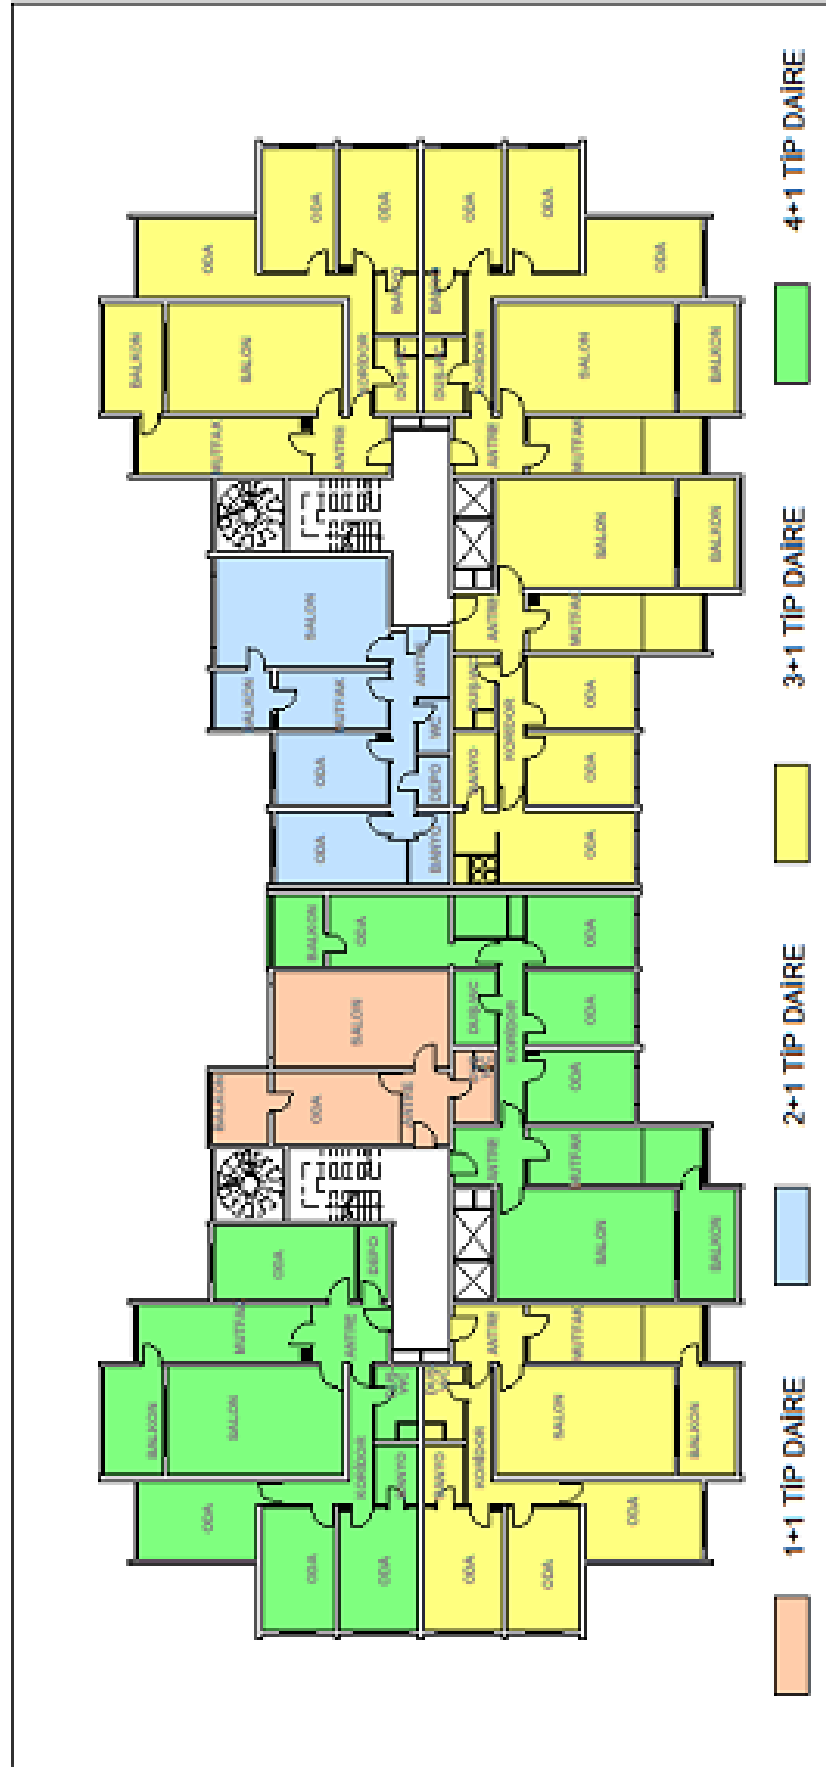 BALKON
BALKON
ODA
SALON
MUTFAK
BALKON
BALKON
MUTFAK
SALON
ODA
ODA
ODA
ODA
BALKON
ODA
ODA
SALON
ODA
ODA
KORİDOR
ANTRE
DEPO
SALON
ODA
MUTFAK
ANTRE
KORİDOR
ODA
BANYO
ANTRE
BANYO
DEPO
WC
ANTRE
BANYO
BANYO
BANYO
ODA
KORİDOR
ANTRE
ANTRE
DUŞ-WC
BANYO
DUŞ-WC
ANTRE
ANTRE
KORİDOR
ODA
KORİDOR
KORİDOR
ODA
SALON
MUTFAK
SALON
MUTFAK
ODA
ODA
ODA
ODA
ODA
ODA
ODA
MUTFAK
SALON
MUTFAK
SALON
ODA
ODA
BALKON
BALKON
BALKON
BALKON
ODA
1+1 TİP DAİRE
2+1 TİP DAİRE
3+1 TİP DAİRE
4+1 TİP DAİRE